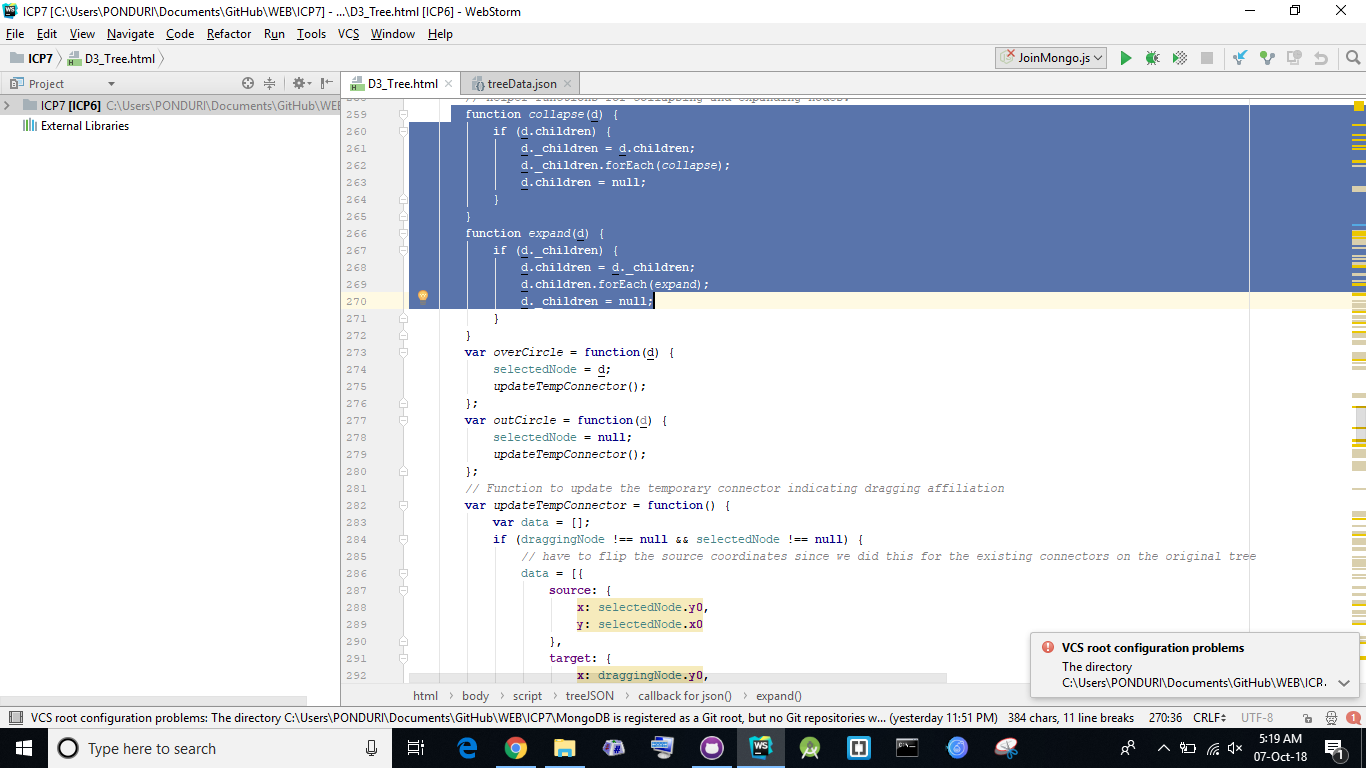 ICP7 [C:\Users\PONDURI\Documents\GitHub\WEB\ICP7] - ...\D3_Tree.html [ICP6] - WebStorm
File Edit View Navigate Code Refactor Run Tools VCS Window Help
ICP7 D3_Tree.html JoinMongo.js
Project D3_Tree.html treeData.json
ICP7 [ICP6] C:\Users\PONDURI\Documents\GitHub\WEB
External Libraries
// Helper functions for collapsing and expanding nodes.
259 function collapse(d) {
260 if (d.children) {
261 d._children = d.children;
262 d._children.forEach(collapse);
263 d.children = null;
264 }
265 }
266 function expand(d) {
267 if (d._children) {
268 d.children = d._children;
269 d.children.forEach(expand);
270 d._children = null;
271 }
272 }
273 var overCircle = function(d) {
274 selectedNode = d;
275 updateTempConnector();
276 };
277 var outCircle = function(d) {
278 selectedNode = null;
279 updateTempConnector();
280 };
281 // Function to update the temporary connector indicating dragging affiliation
282 var updateTempConnector = function() {
283 var data = [];
284 if (draggingNode !== null && selectedNode !== null) {
285 // have to flip the source coordinates since we did this for the existing connectors on the original tree
286 data = [{
287 source: {
288 x: selectedNode.y0,
289 y: selectedNode.x0
290 },
291 target: {
292 x: draggingNode.y0,
VCS root configuration problems
The directory
C:\Users\PONDURI\Documents\GitHub\WEB\ICP
html body script treeJSON callback for json() expand()
VCS root configuration problems: The directory C:\Users\PONDURI\Documents\GitHub\WEB\ICP7\MongoDB is registered as a Git root, but no Git repositories w... (yesterday 11:51 PM) 384 chars, 11 line breaks 270:36 CRLF UTF-8 1
Type here to search
5:19 AM
07-Oct-18
1